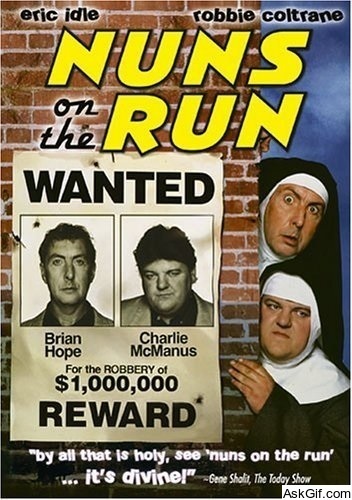 eric idle
robbie coltrane
NUNS
on
the RUN
WANTED
Brian
Hope
Charlie
McManus
For the ROBBERY of
$1,000,000
REWARD
"by all that is holy, see 'nuns on the run'
... it's divine!" ~Gene Shalit, The Today Show
AskGif.com